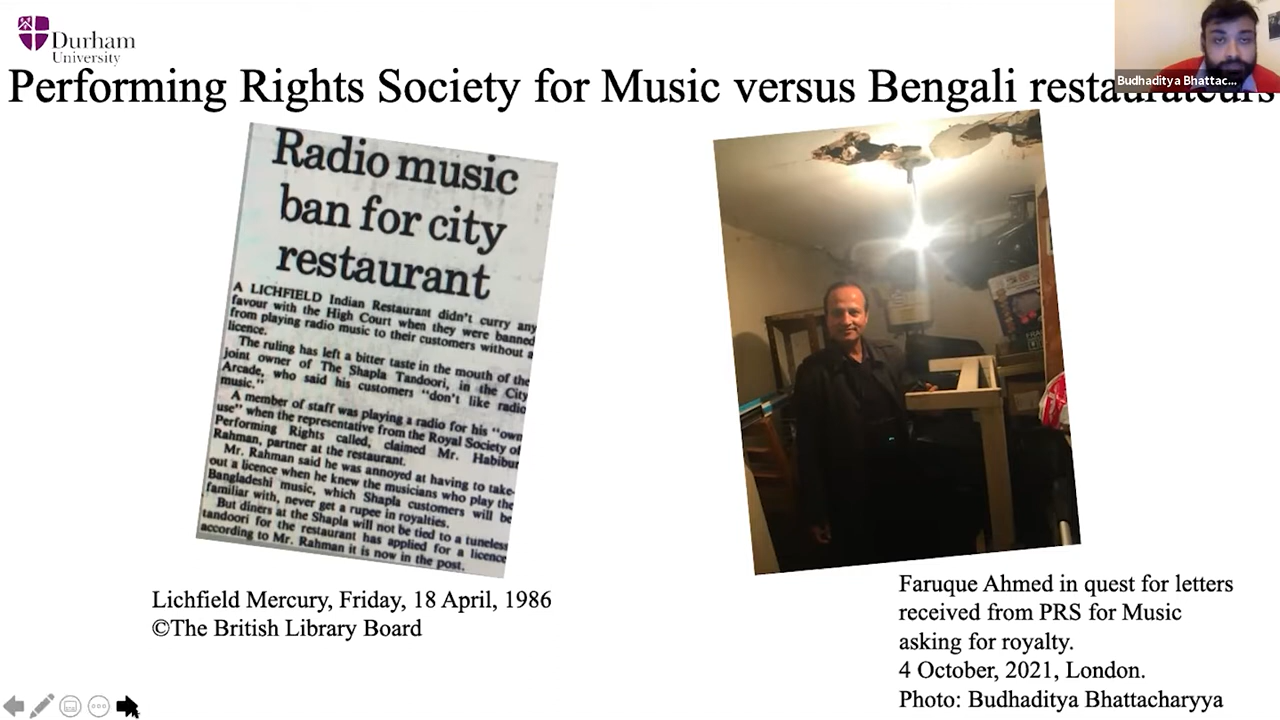 Durham
University
Budhaditya Bhattac...
Performing Rights Society for Music versus Bengali restaurateurs
Radio music
ban for city
restaurant
A LICHFIELD Indian Restaurant didn't curry any
favour with the High Court when they were banned
from playing radio music to their customers without a
licence.
The ruling has left a bitter taste in the mouth of the
joint owner of The Shapla Tandoori, in the City
Arcade, who said his customers "don't like radio
music."
A member of staff was playing a radio for his "own
use" when the representative from the Royal Society of
Performing Rights called, claimed Mr. Habibur
Rahman, partner at the restaurant.
Mr. Rahman said he was annoyed at having to take-
out a licence when he knew the musicians who play the
Bangladeshi music, which Shapla customers will be
familiar with, never get a rupee in royalties.
But diners at the Shapla will not be tied to a tuneless
tandoori for the restaurant has applied for a licence
according to Mr. Rahman it is now in the post.
Lichfield Mercury, Friday, 18 April, 1986
©The British Library Board
Faruque Ahmed in quest for letters
received from PRS for Music
asking for royalty.
4 October, 2021, London.
Photo: Budhaditya Bhattacharyya